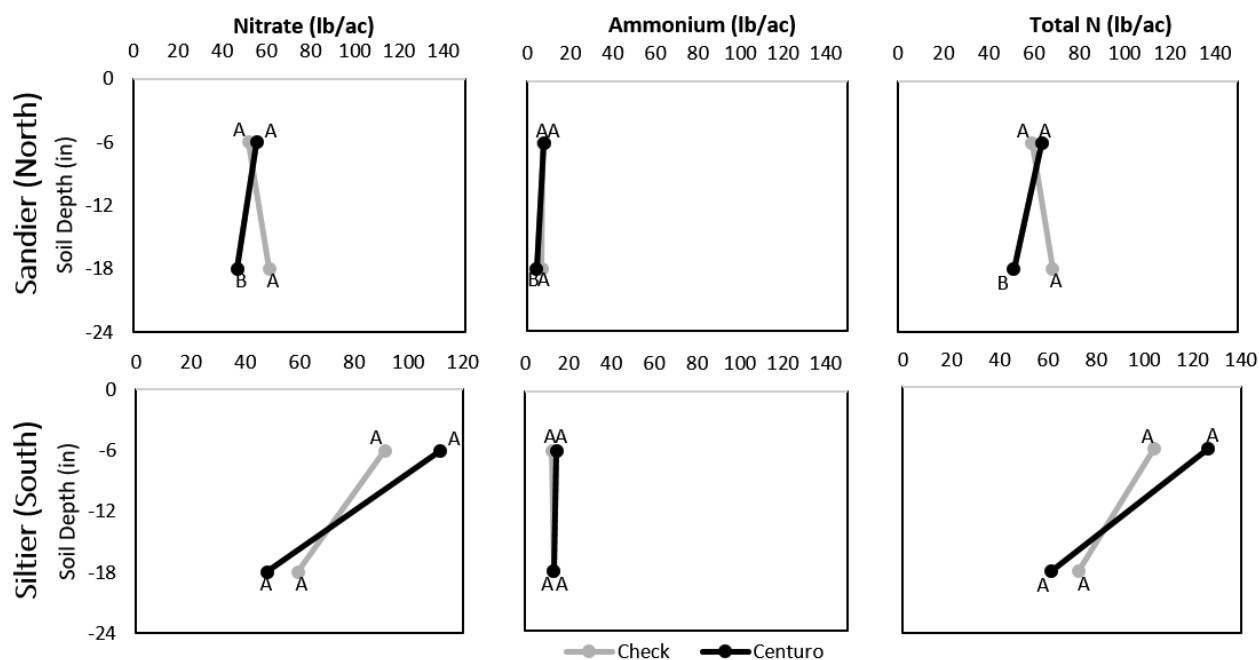 Nitrate (lb/ac) Ammonium (lb/ac) Total N (lb/ac)
0 20 40 60 80 100 120 140 0 20 40 60 80 100 120 140 0 20 40 60 80 100 120 140
Sandier (North)
Soil Depth (in)
0
-6
-12
-18
-24
A A AA A A
B A BA B A
0 20 40 60 80 100 120 0 20 40 60 80 100 120 140 0 20 40 60 80 100 120 140
Siltier (South)
Soil Depth (in)
0
-6
-12
-18
-24
A A AA A A
A A A A A A
Check Centuro